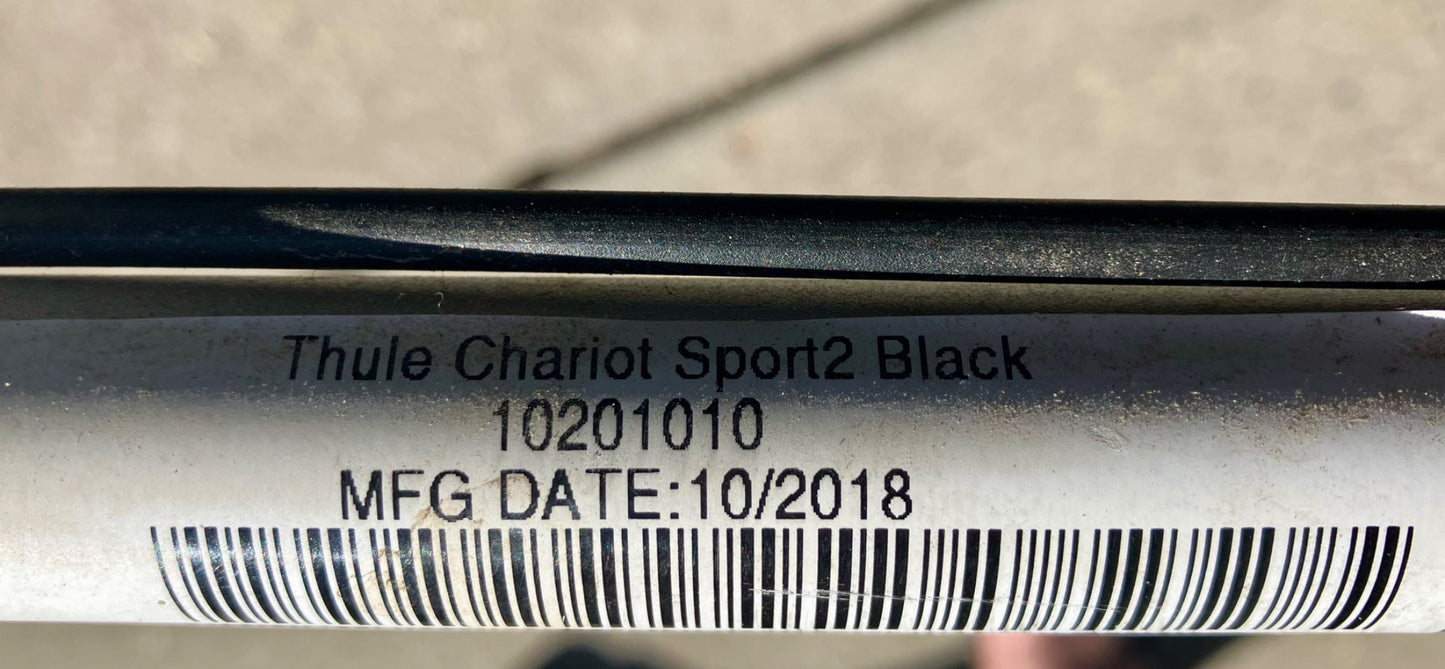 Thule Chariot Sport2 Black
10201010
MFG DATE:10/2018